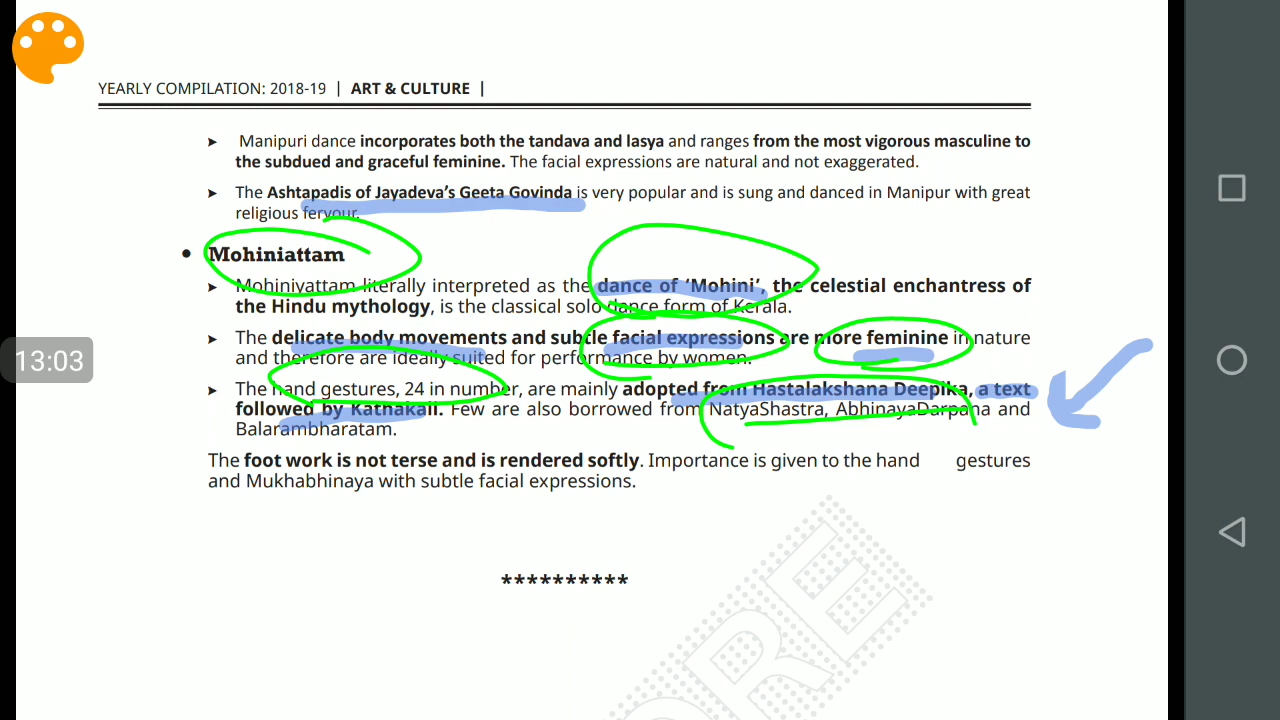 YEARLY COMPILATION: 2018-19 | ART & CULTURE |
➤ Manipuri dance incorporates both the tandava and lasya and ranges from the most vigorous masculine to
the subdued and graceful feminine. The facial expressions are natural and not exaggerated.
➤ The Ashtapadis of Jayadeva's Geeta Govinda is very popular and is sung and danced in Manipur with great
religious fervour.
• Mohiniattam
➤ Mohiniyattam literally interpreted as the dance of 'Mohini', the celestial enchantress of
the Hindu mythology, is the classical solo dance form of Kerala.
➤ The delicate body movements and subtle facial expressions are more feminine in nature
and therefore are ideally suited for performance by women.
13:03
➤ The hand gestures, 24 in number, are mainly adopted from Hastalakshana Deepika, a text
followed by Kathakali. Few are also borrowed from NatyaShastra, AbhinayaDarpana and
Balarambharatam.
The foot work is not terse and is rendered softly. Importance is given to the hand gestures
and Mukhabhinaya with subtle facial expressions.
**********
ORE